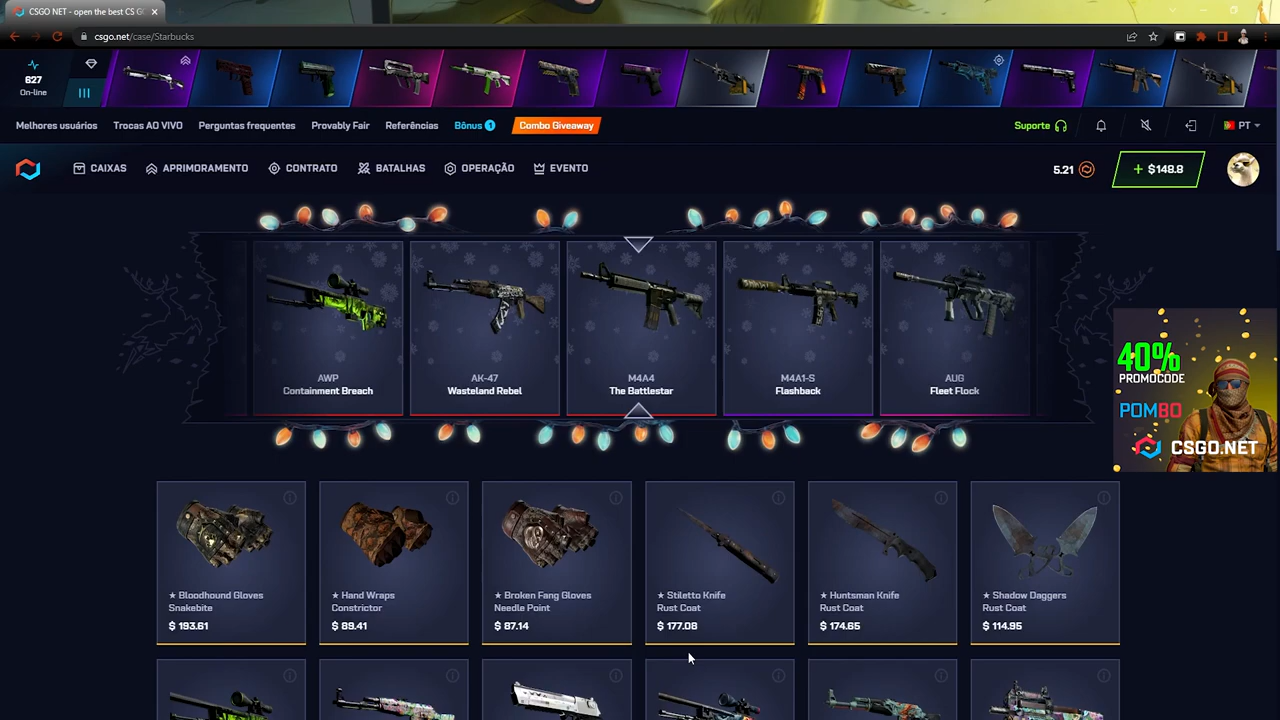 CSGO NET - open the best CS GO
csgo.net/case/Starbucks
627
On-line
Melhores usuários
Trocas AO VIVO
Perguntas frequentes
Provably Fair
Referências
Bônus 1
Combo Giveaway
Suporte
PT
CAIXAS
APRIMORAMENTO
CONTRATO
BATALHAS
OPERAÇÃO
EVENTO
5.21
+ $148.8
AWP
Containment Breach
AK-47
Wasteland Rebel
M4A4
The Battlestar
M4A1-S
Flashback
AUG
Fleet Flock
40%
PROMOCODE
POMBO
CSGO.NET
★ Bloodhound Gloves
Snakebite
$ 193.61
★ Hand Wraps
Constrictor
$ 89.41
★ Broken Fang Gloves
Needle Point
$ 87.14
★ Stiletto Knife
Rust Coat
$ 177.08
★ Huntsman Knife
Rust Coat
$ 174.65
★ Shadow Daggers
Rust Coat
$ 114.95